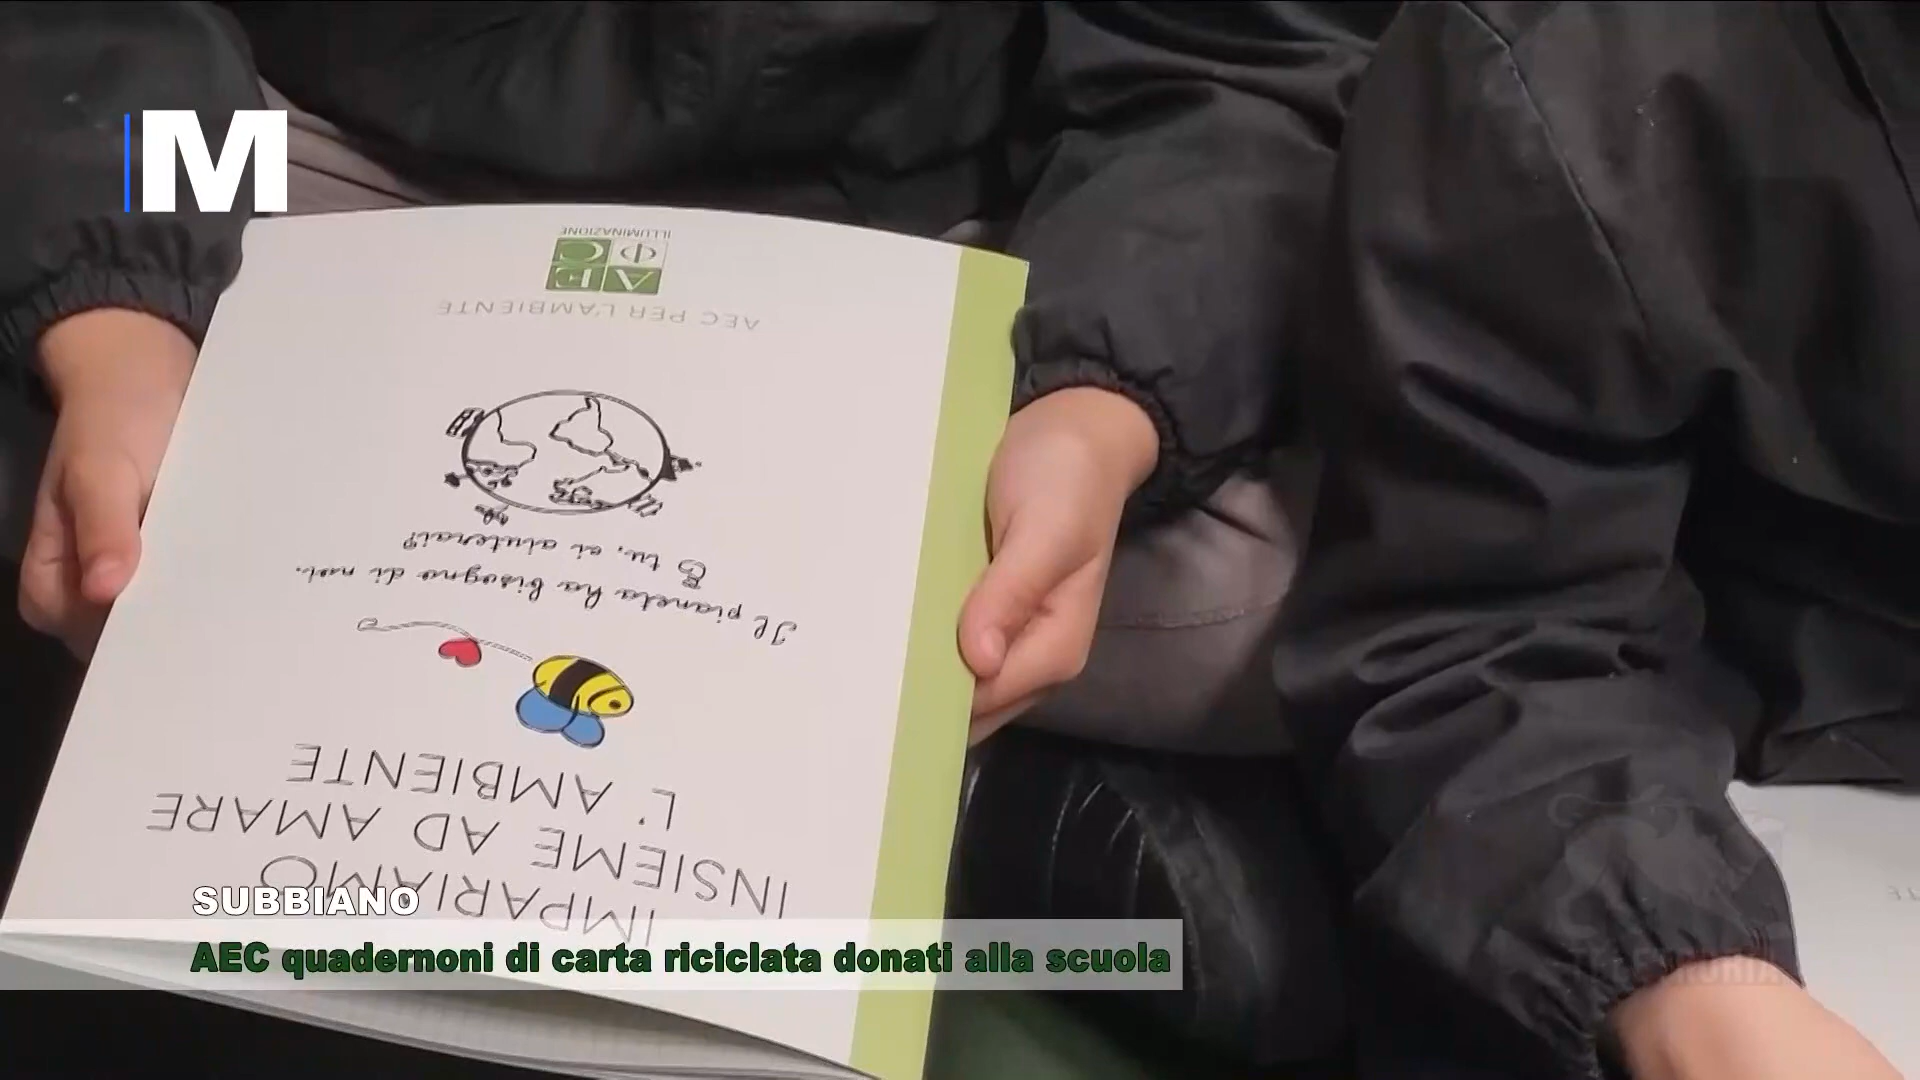 M
IMPARIAMO
INSIEME AD AMARE
L'AMBIENTE
Il pianeta ha bisogno di noi.
E tu, ci aiuterai?
AEC PER L'AMBIENTE
AEC
ILLUMINAZIONE
SUBBIANO
AEC quadernoni di carta riciclata donati alla scuola